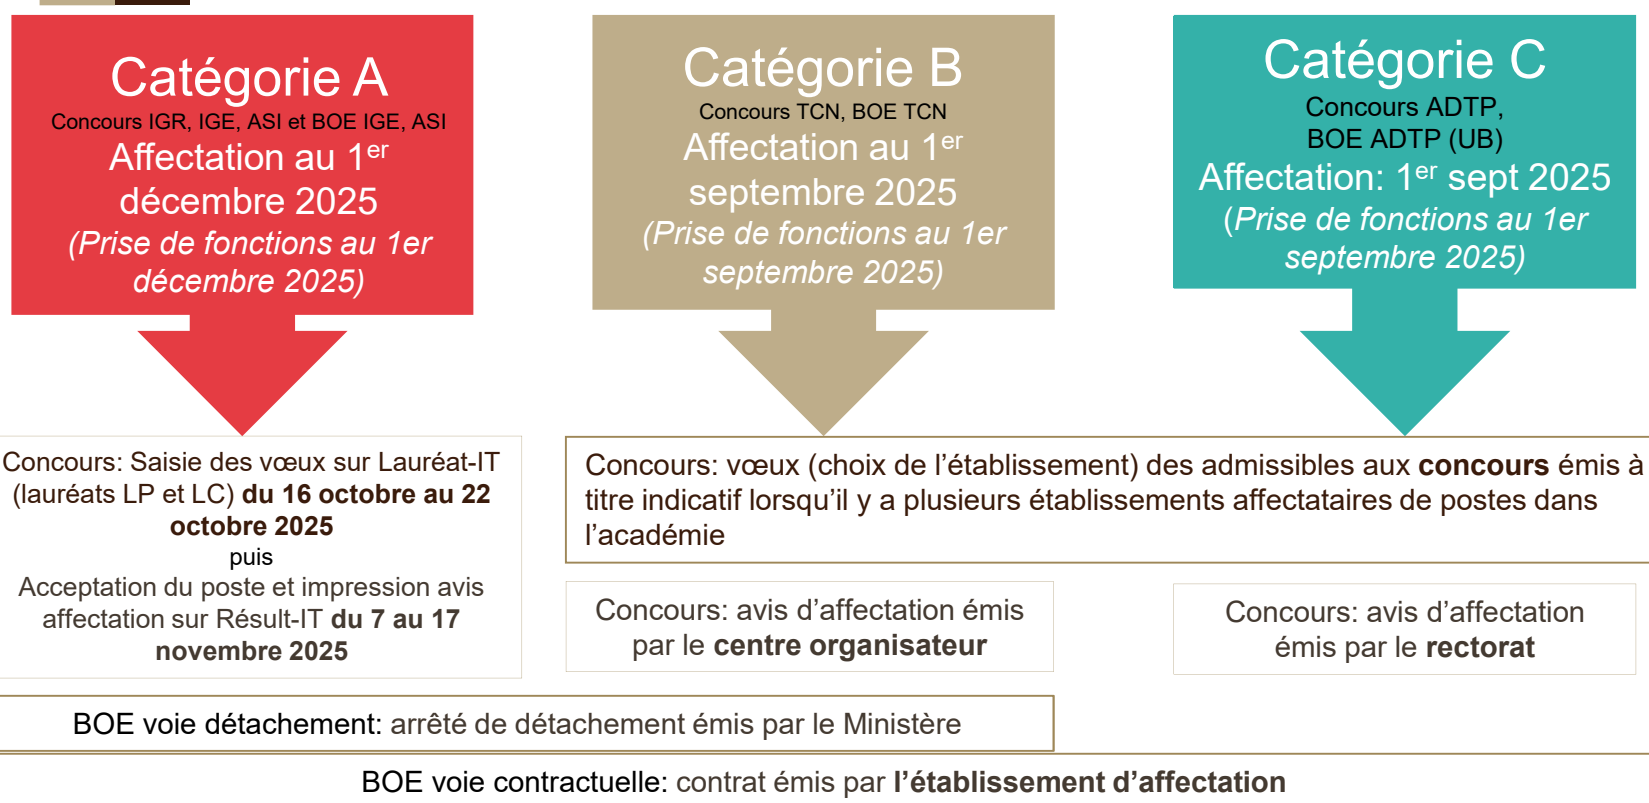 Catégorie A
Concours IGR, IGE, ASI et BOE IGE, ASI
Affectation au 1er
décembre 2025
(Prise de fonctions au 1er
décembre 2025)
Catégorie B
Concours TCN, BOE TCN
Affectation au 1er
septembre 2025
(Prise de fonctions au 1er
septembre 2025)
Catégorie C
Concours ADTP,
BOE ADTP (UB)
Affectation: 1er sept 2025
(Prise de fonctions au 1er
septembre 2025)
Concours: Saisie des vœux sur Lauréat-IT
(lauréats LP et LC) du 16 octobre au 22
octobre 2025
puis
Acceptation du poste et impression avis
affectation sur Résult-IT du 7 au 17
novembre 2025
Concours: vœux (choix de l’établissement) des admissibles aux concours émis à
titre indicatif lorsqu’il y a plusieurs établissements affectataires de postes dans
l’académie
Concours: avis d’affectation émis
par le centre organisateur
Concours: avis d’affectation
émis par le rectorat
BOE voie détachement: arrêté de détachement émis par le Ministère
BOE voie contractuelle: contrat émis par l’établissement d’affectation